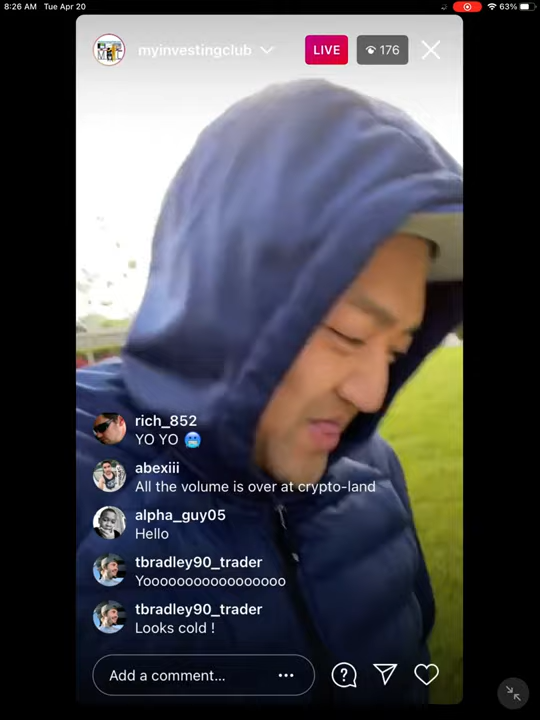 8:26 AM Tue Apr 20
63%
myinvestingclub
LIVE
176
rich_852
YO YO 🥶
abexiii
All the volume is over at crypto-land
alpha_guy05
Hello
tbradley90_trader
Yooooooooooooooooo
tbradley90_trader
Looks cold !
Add a comment...